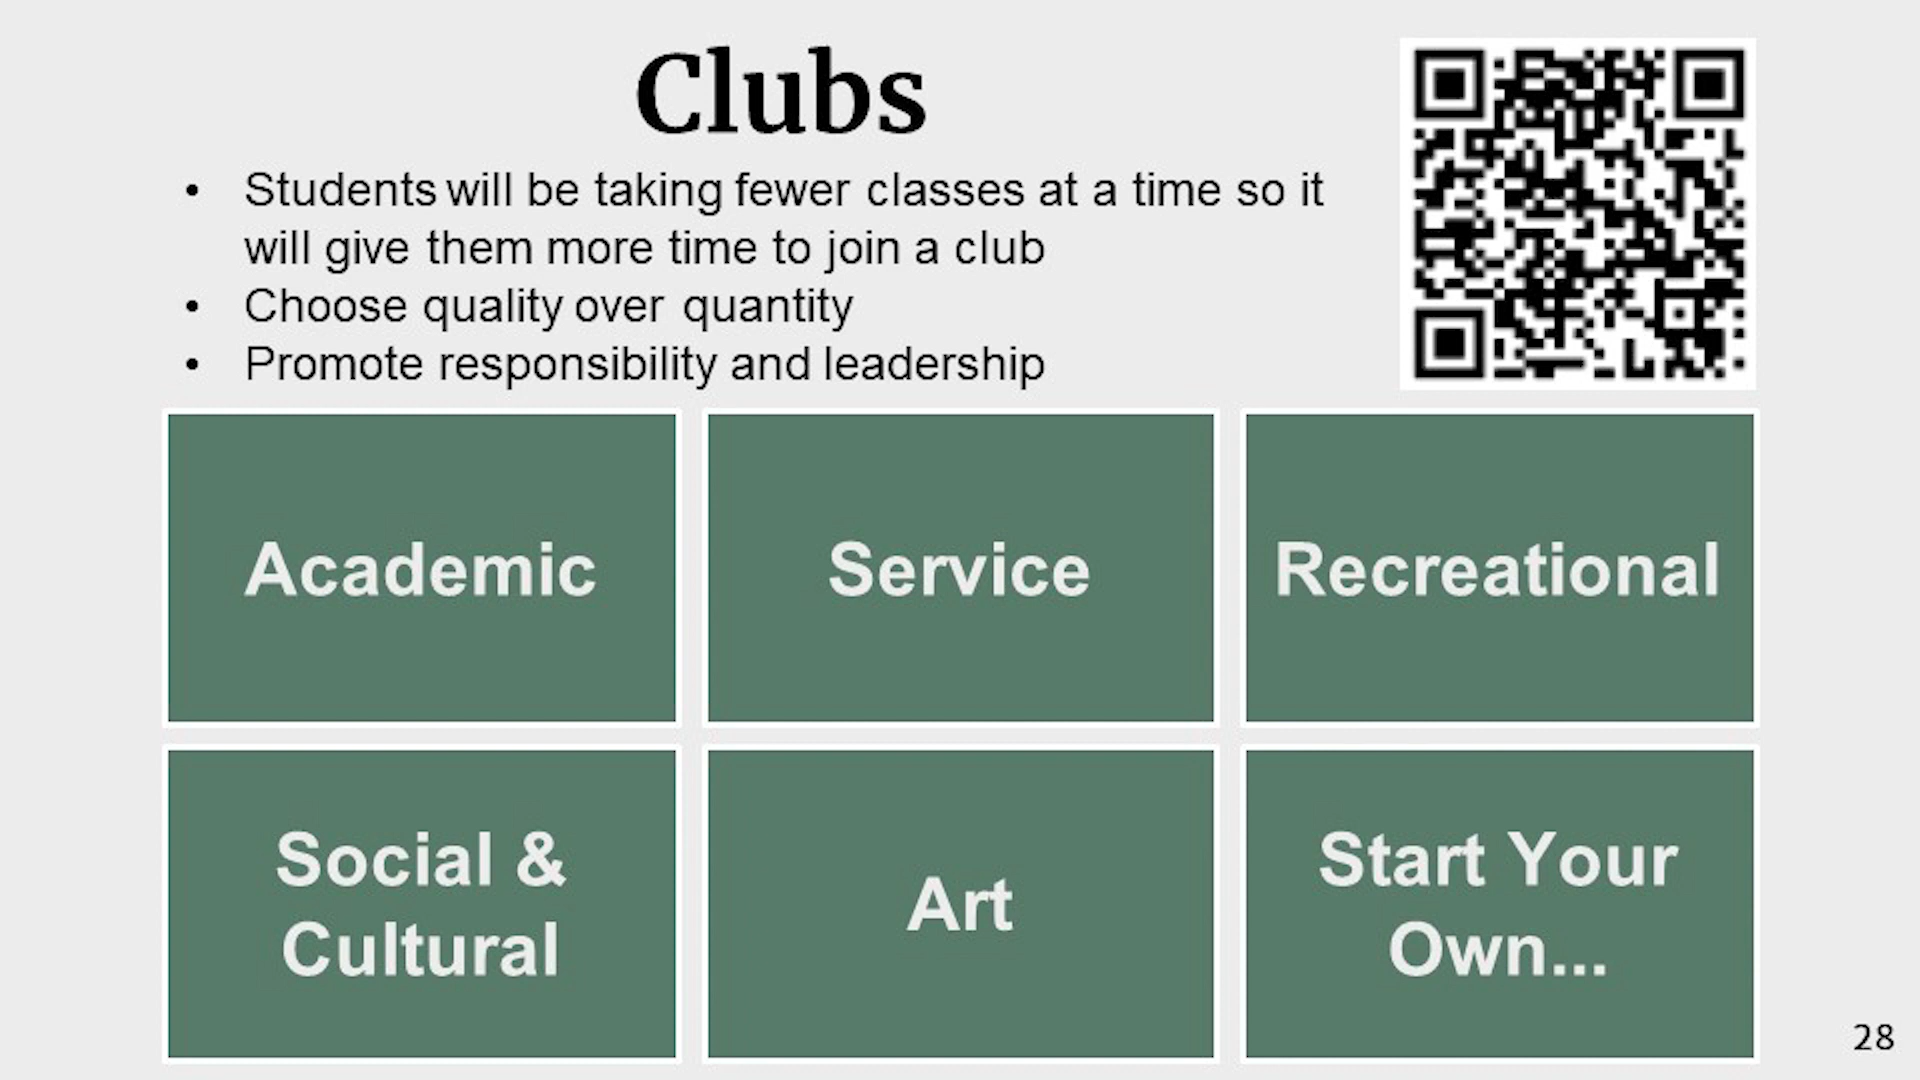 Clubs
• Students will be taking fewer classes at a time so it
will give them more time to join a club
• Choose quality over quantity
• Promote responsibility and leadership
Academic
Service
Recreational
Social &
Cultural
Art
Start Your
Own...
28